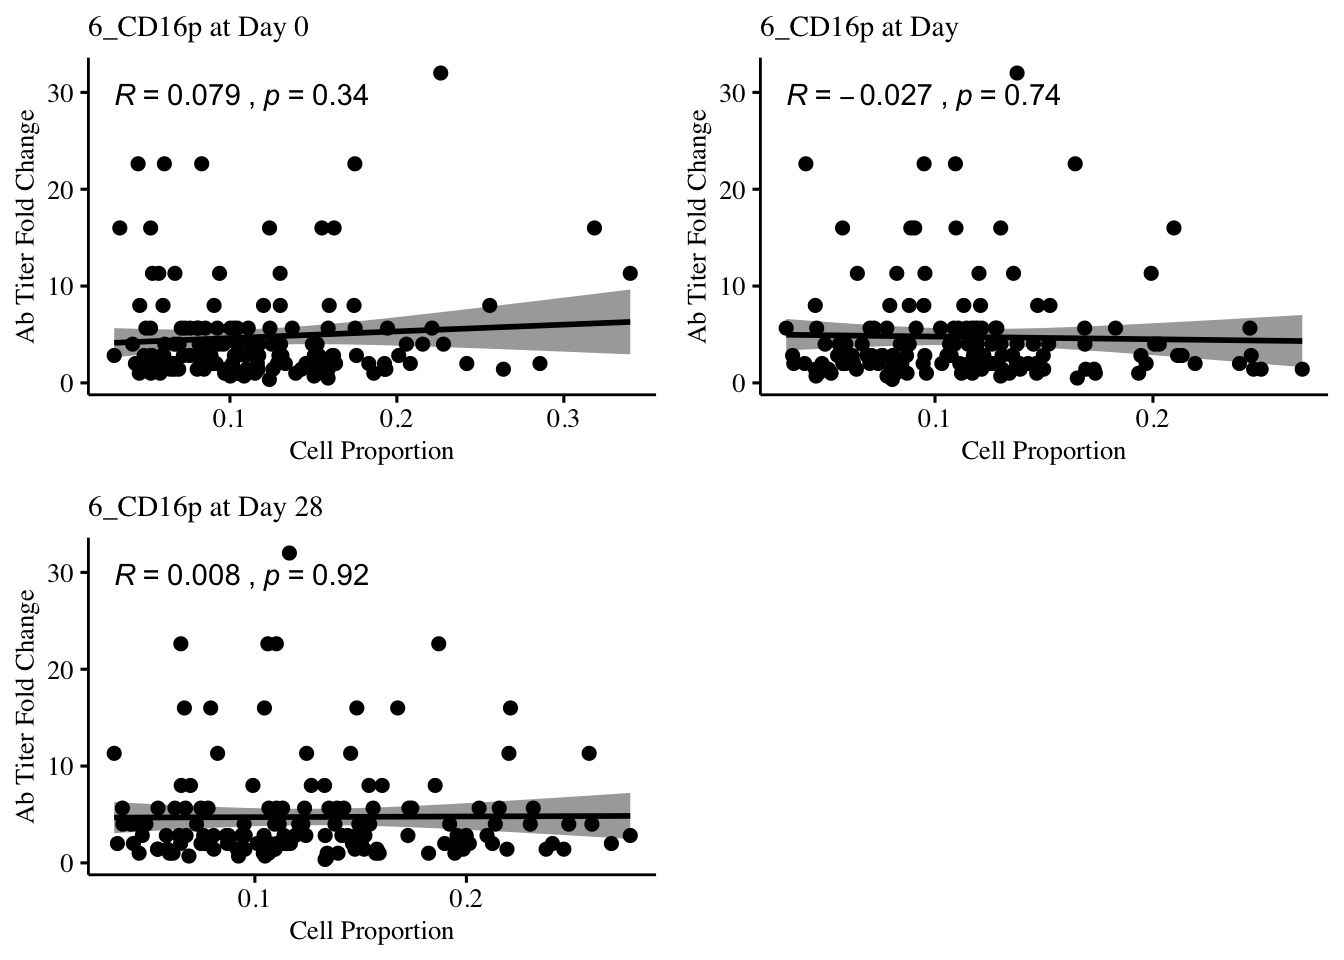 6_CD16p at Day 0
R = 0.079 , p = 0.34
Ab Titer Fold Change
30
20
10
0
0.1 0.2 0.3
Cell Proportion
6_CD16p at Day
R = −0.027 , p = 0.74
Ab Titer Fold Change
30
20
10
0
0.1 0.2
Cell Proportion
6_CD16p at Day 28
R = 0.008 , p = 0.92
Ab Titer Fold Change
30
20
10
0
0.1 0.2
Cell Proportion